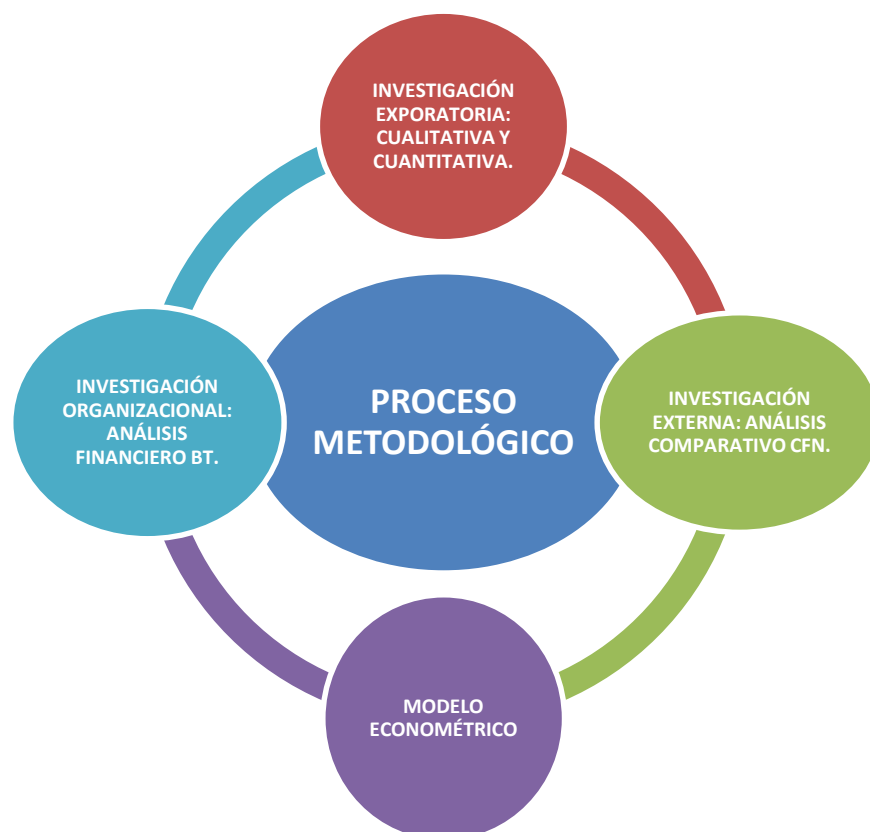 INVESTIGACIÓN
EXPORATORIA:
CUALITATIVA Y
CUANTITATIVA.
INVESTIGACIÓN
ORGANIZACIONAL:
ANÁLISIS
FINANCIERO BT.
PROCESO
METODOLÓGICO
INVESTIGACIÓN
EXTERNA: ANÁLISIS
COMPARATIVO CFN.
MODELO
ECONOMÉTRICO